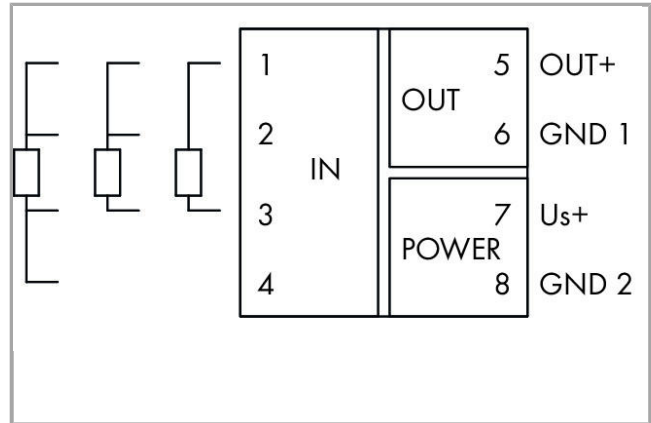 1
2
3
4
IN
OUT
5 OUT+
6 GND 1
POWER
7 Us+
8 GND 2